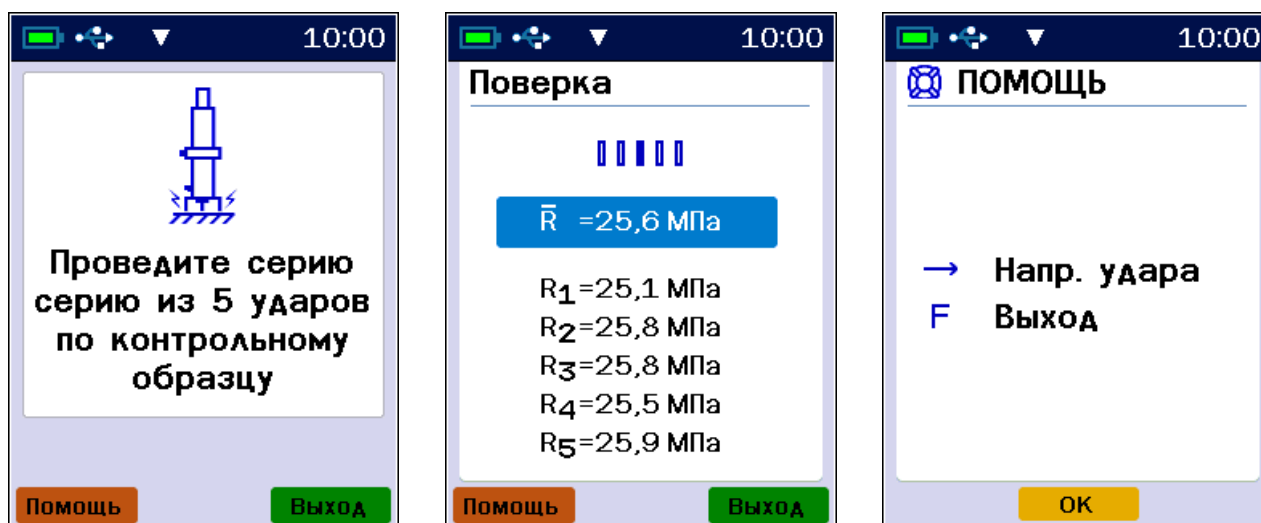 10:00
Проведите серию
серию из 5 ударов
по контрольному
образцу
Помощь
Выход
10:00
Поверка
R̅ =25,6 МПа
R1=25,1 МПа
R2=25,8 МПа
R3=25,8 МПа
R4=25,5 МПа
R5=25,9 МПа
Помощь
Выход
10:00
ПОМОЩЬ
→ Напр. удара
F Выход
ОК